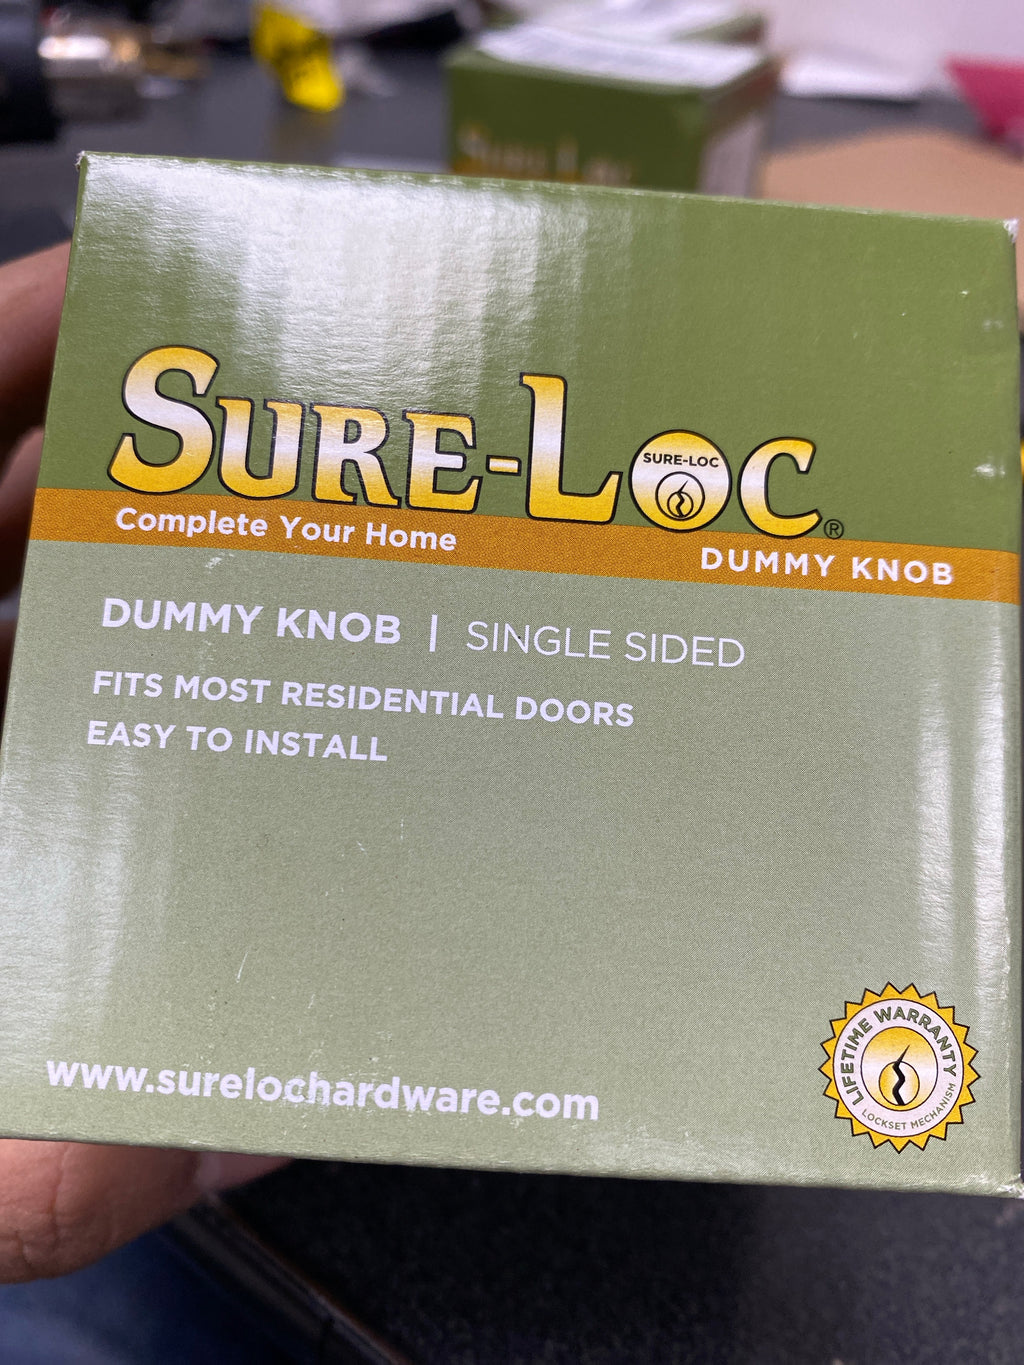 SURE-LOC®
SURE-LOC
Complete Your Home
DUMMY KNOB
DUMMY KNOB | SINGLE SIDED
FITS MOST RESIDENTIAL DOORS
EASY TO INSTALL
www.surelochardware.com
LIFETIME WARRANTY
LOCKSET MECHANISM